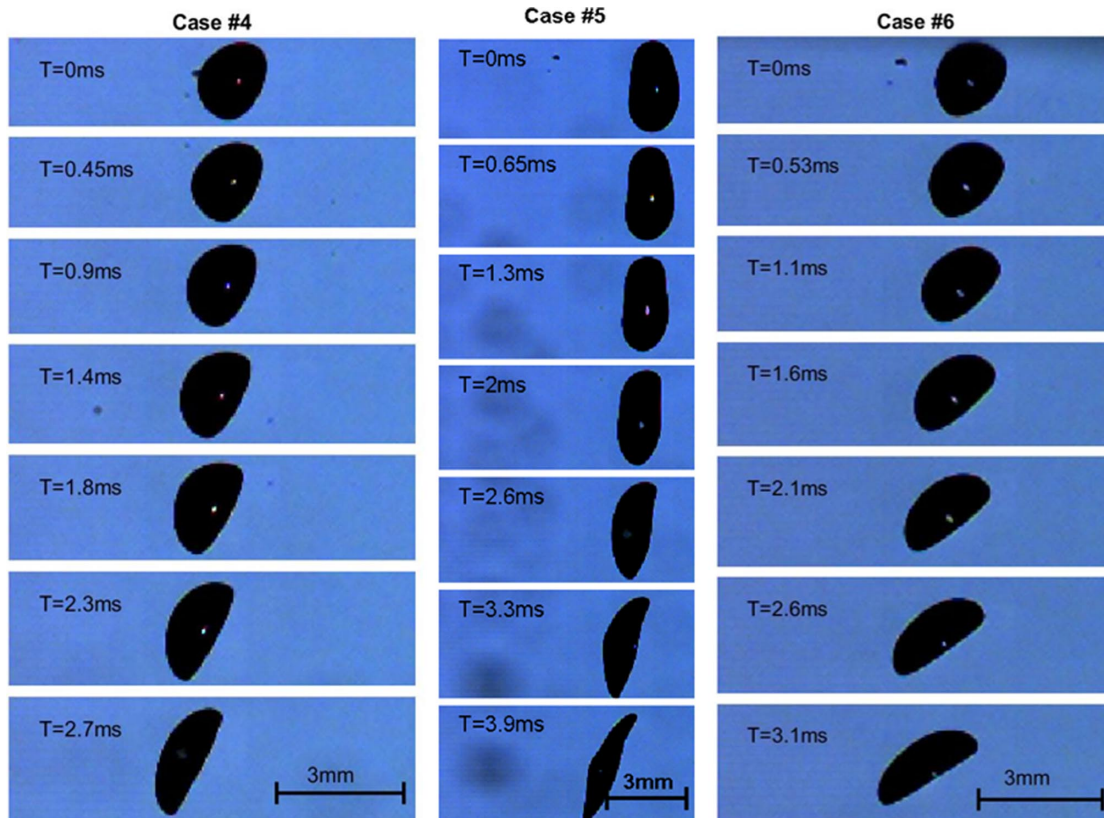 Case #4
T=0ms
T=0.45ms
T=0.9ms
T=1.4ms
T=1.8ms
T=2.3ms
T=2.7ms
3mm
Case #5
T=0ms
T=0.65ms
T=1.3ms
T=2ms
T=2.6ms
T=3.3ms
T=3.9ms
3mm
Case #6
T=0ms
T=0.53ms
T=1.1ms
T=1.6ms
T=2.1ms
T=2.6ms
T=3.1ms
3mm